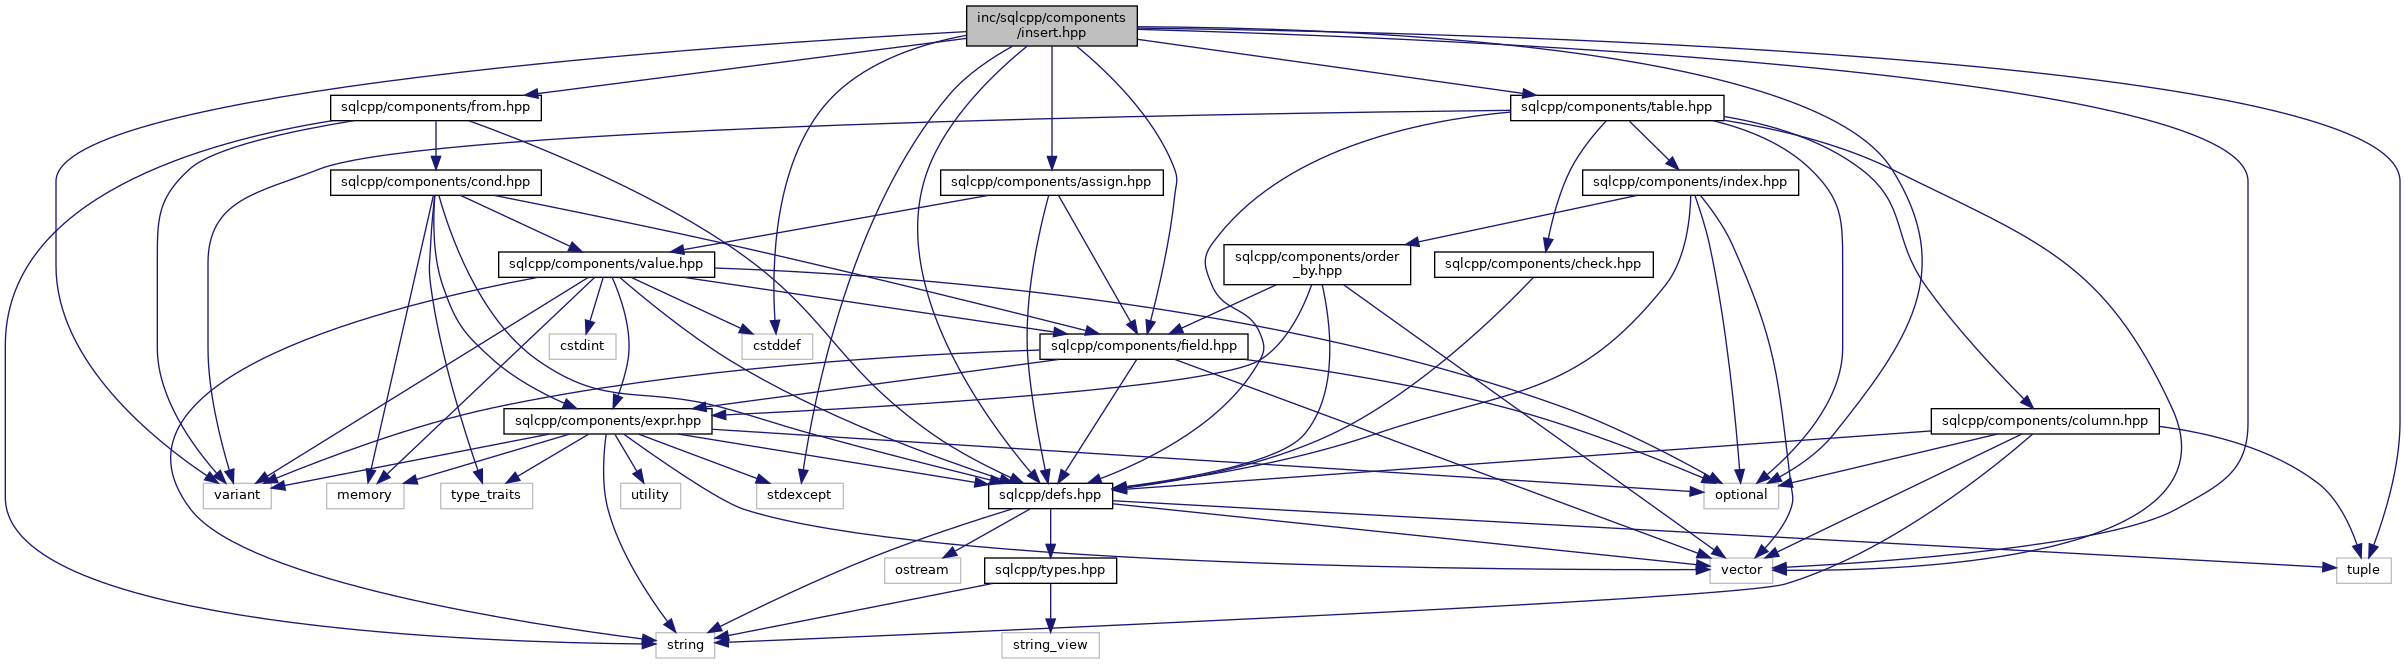 inc/sqlcpp/components
/insert.hpp
sqlcpp/components/from.hpp
sqlcpp/components/table.hpp
sqlcpp/components/cond.hpp
sqlcpp/components/assign.hpp
sqlcpp/components/index.hpp
sqlcpp/components/value.hpp
sqlcpp/components/order
_by.hpp
sqlcpp/components/check.hpp
cstdint
cstddef
sqlcpp/components/field.hpp
sqlcpp/components/expr.hpp
sqlcpp/components/column.hpp
variant
memory
type_traits
utility
stdexcept
sqlcpp/defs.hpp
optional
ostream
sqlcpp/types.hpp
vector
tuple
string
string_view